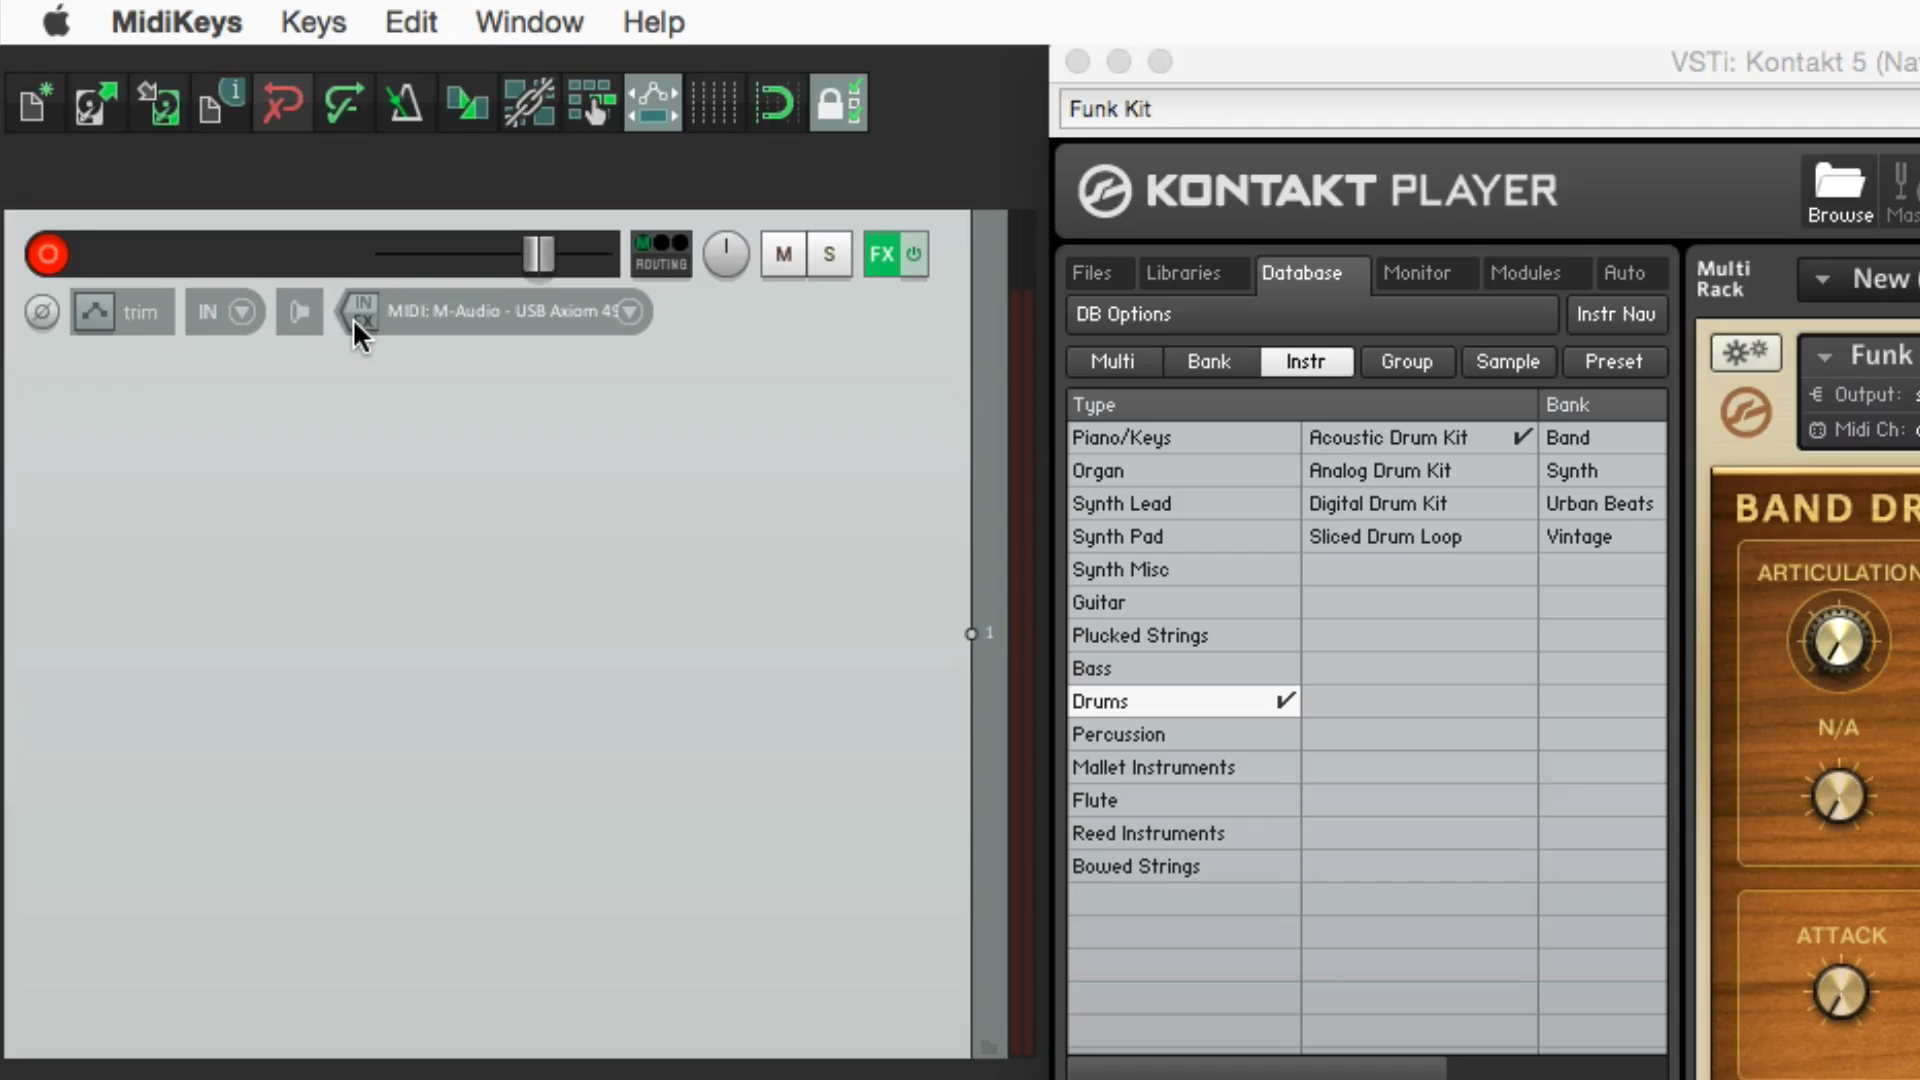 MidiKeys Keys Edit Window Help
VSTi: Kontakt 5
Funk Kit
KONTAKT PLAYER
Browse
ROUTING
M S FX
trim IN IN FX MIDI: M-Audio - USB Axiom 49
1
Files Libraries Database Monitor Modules Auto
DB Options Instr Nav
Multi Bank Instr Group Sample Preset
Type Bank
Piano/Keys Acoustic Drum Kit Band
Organ Analog Drum Kit Synth
Synth Lead Digital Drum Kit Urban Beats
Synth Pad Sliced Drum Loop Vintage
Synth Misc
Guitar
Plucked Strings
Bass
Drums
Percussion
Mallet Instruments
Flute
Reed Instruments
Bowed Strings
Multi
Rack
New
Funk
Output:
Midi Ch:
BAND DR
ARTICULATION
N/A
ATTACK